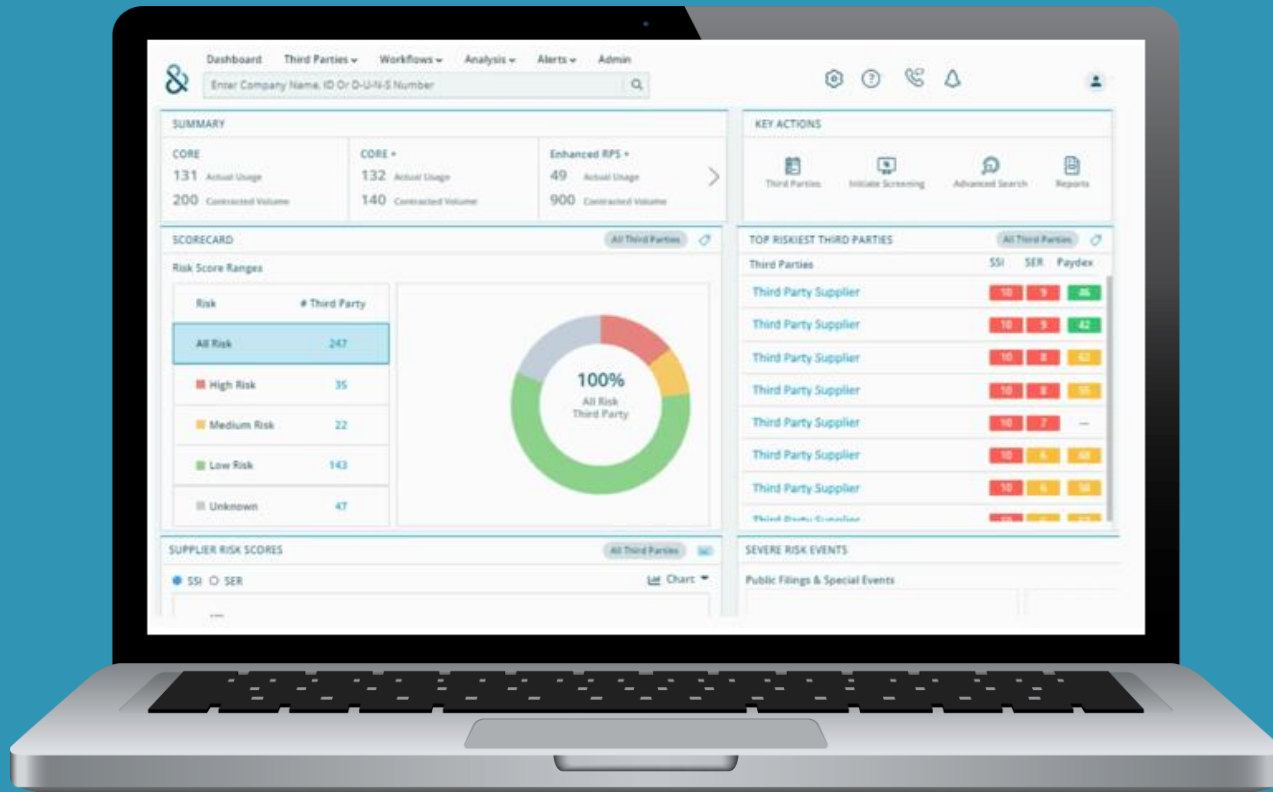 Dashboard Third Parties Workflows Analysis Alerts Admin
&
Enter Company Name, ID Or D-U-N-S Number
SUMMARY
CORE
131 Actual Usage
200 Contracted Volume
CORE +
132 Actual Usage
140 Contracted Volume
Enhanced RPS +
49 Actual Usage
900 Contracted Volume
KEY ACTIONS
Third Parties
Initiate Screening
Advanced Search
Reports
SCORECARD All Third Parties
Risk Score Ranges
Risk # Third Party
All Risk 247
High Risk 35
Medium Risk 22
Low Risk 143
Unknown 47
100%
All Risk
Third Party
TOP RISKIEST THIRD PARTIES All Third Parties
Third Parties SSI SER Paydex
Third Party Supplier 10 9 46
Third Party Supplier 10 9 42
Third Party Supplier 10 8
Third Party Supplier 10 8
Third Party Supplier 10 7 —
Third Party Supplier 10 6
Third Party Supplier 10 6
Third Party Supplier
SUPPLIER RISK SCORES All Third Parties
SSI SER Chart
SEVERE RISK EVENTS
Public Filings & Special Events